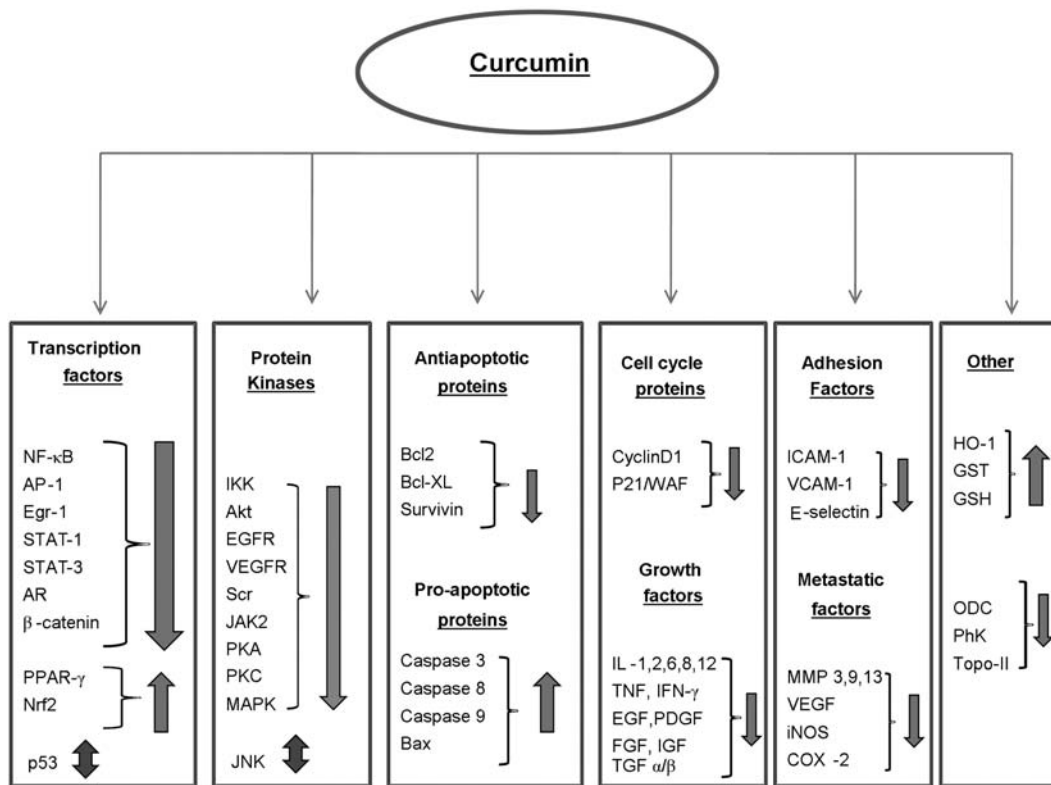 Curcumin
Transcription
factors
NF-κB
AP-1
Egr-1
STAT-1
STAT-3
AR
β-catenin
PPAR-γ
Nrf2
p53
Protein
Kinases
IKK
Akt
EGFR
VEGFR
Scr
JAK2
PKA
PKC
MAPK
JNK
Antiapoptotic
proteins
Bcl2
Bcl-XL
Survivin
Pro-apoptotic
proteins
Caspase 3
Caspase 8
Caspase 9
Bax
Cell cycle
proteins
CyclinD1
P21/WAF
Growth
factors
IL -1,2,6,8,12
TNF, IFN-γ
EGF,PDGF
FGF, IGF
TGF α/β
Adhesion
Factors
ICAM-1
VCAM-1
E-selectin
Metastatic
factors
MMP 3,9,13
VEGF
iNOS
COX -2
Other
HO-1
GST
GSH
ODC
PhK
Topo-II